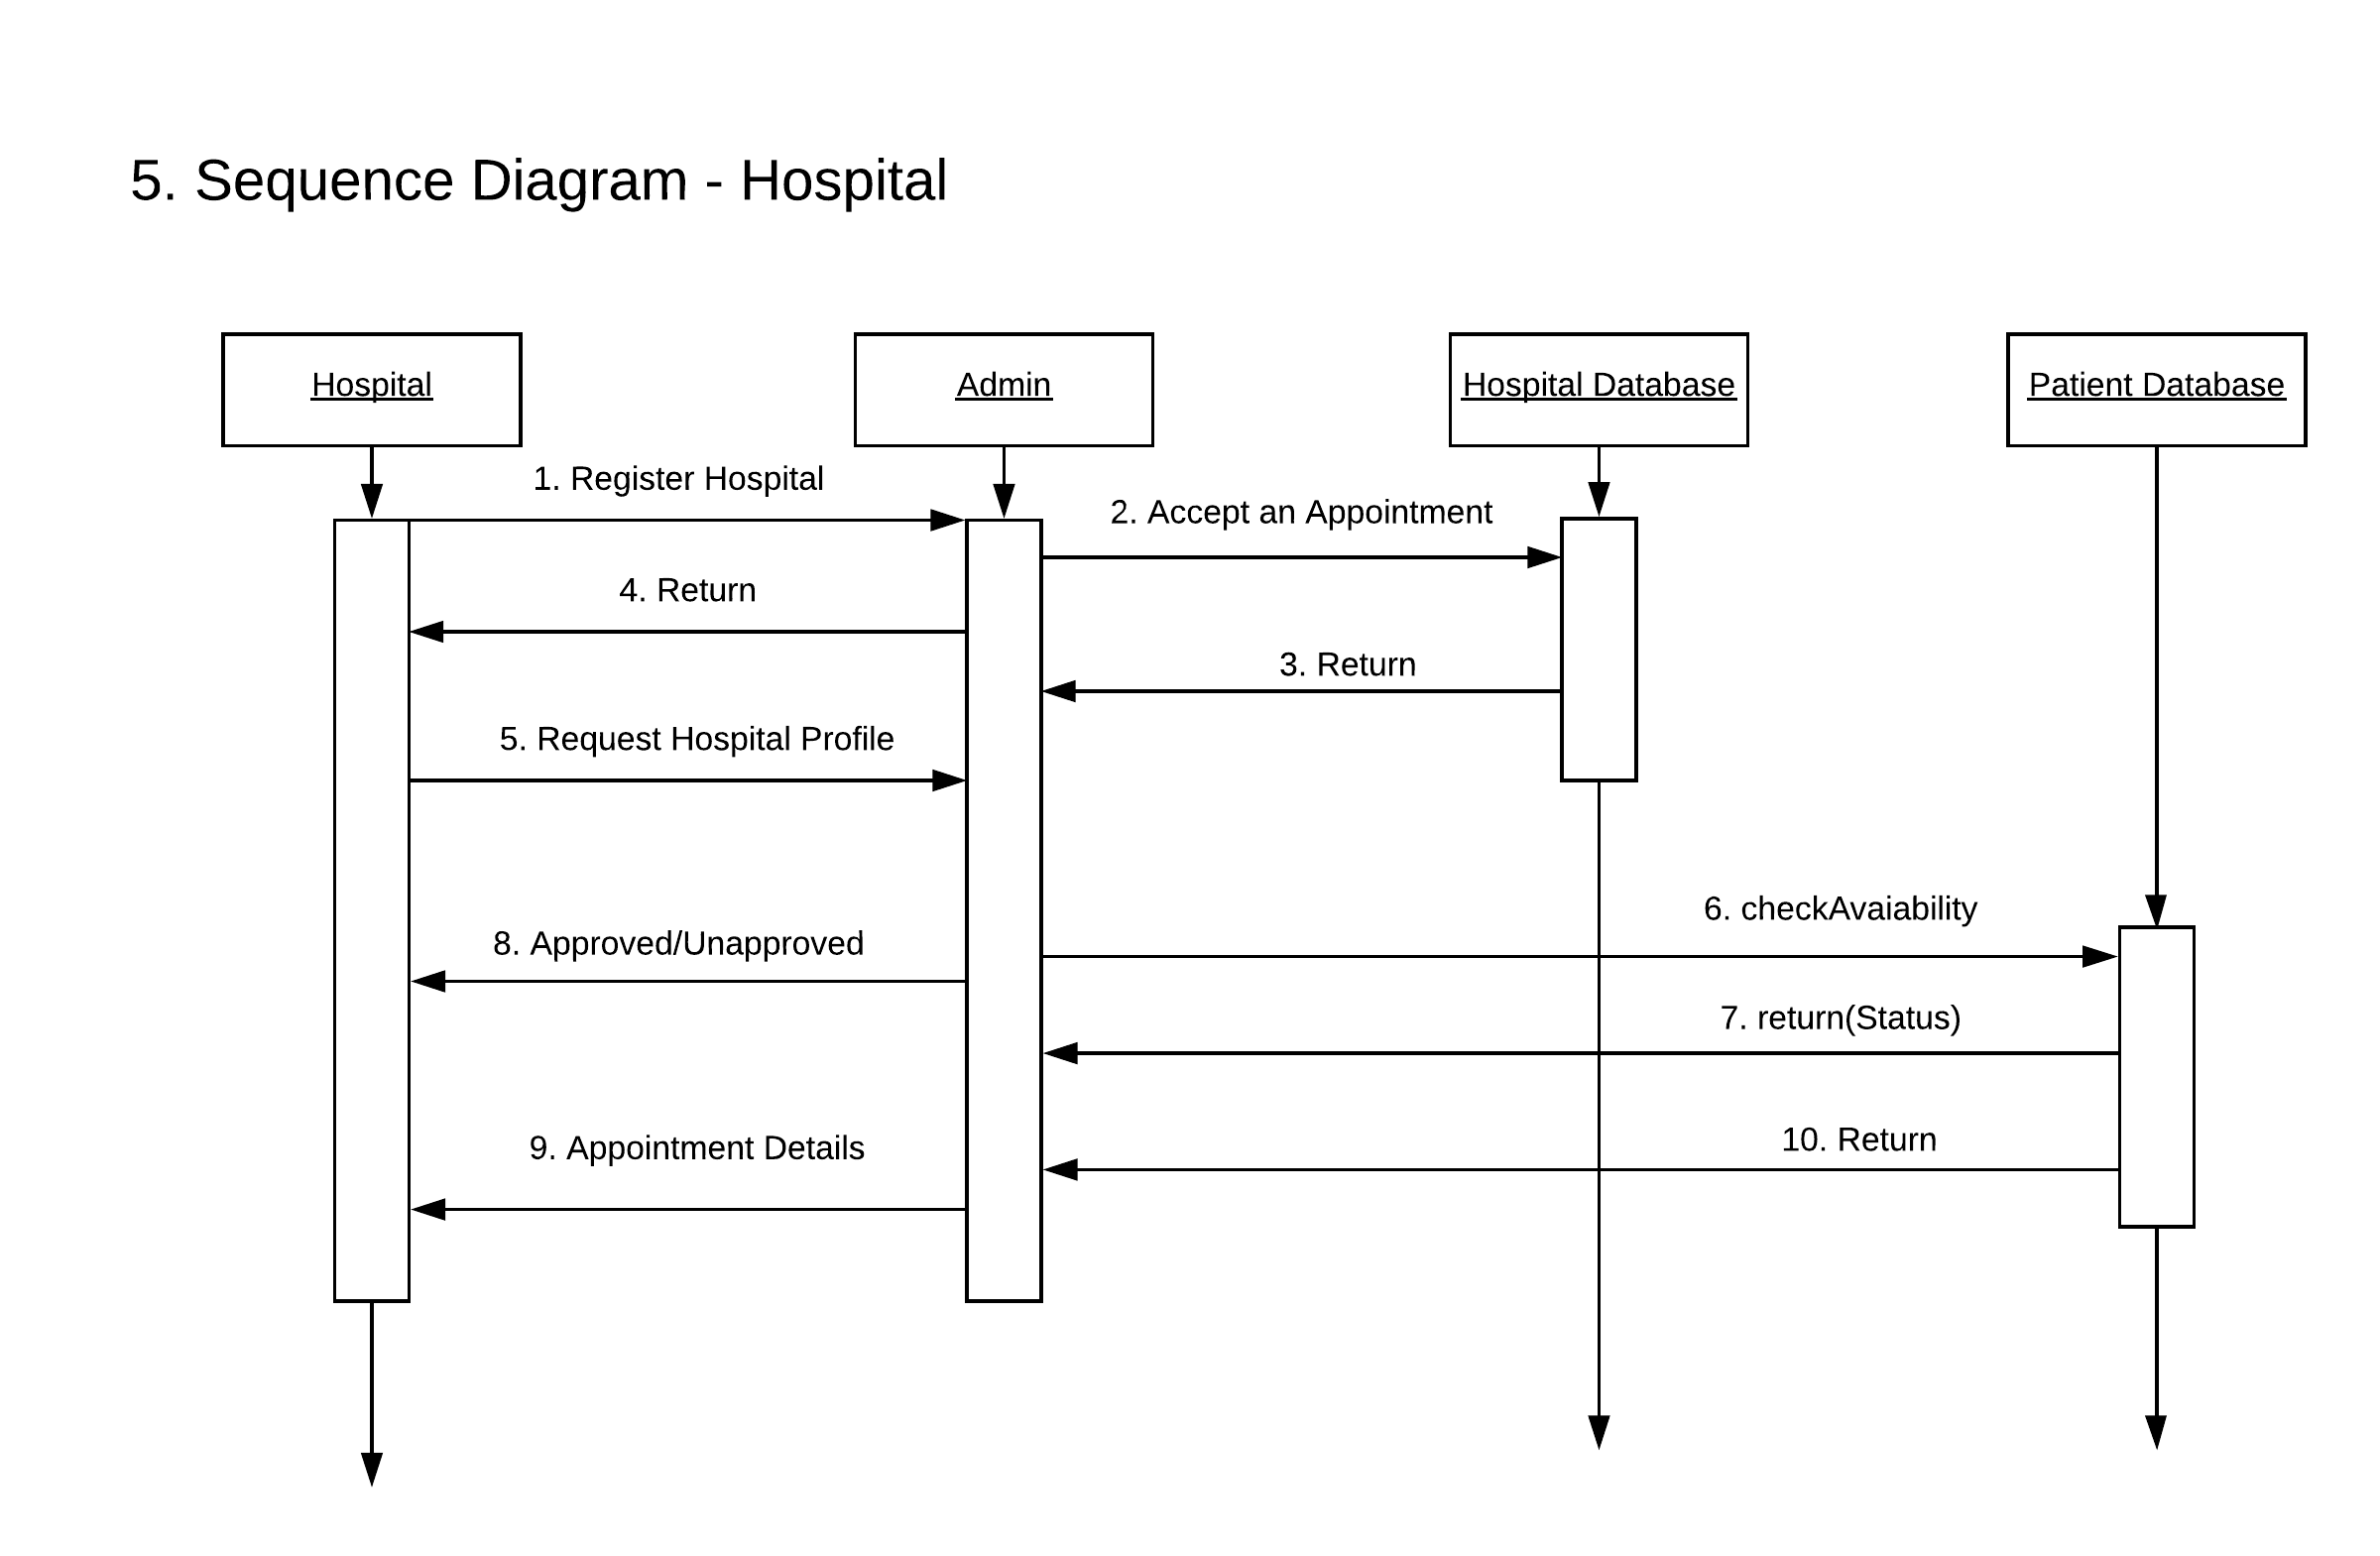 5. Sequence Diagram - Hospital
Hospital
Admin
Hospital Database
Patient Database
1. Register Hospital
2. Accept an Appointment
4. Return
3. Return
5. Request Hospital Profile
6. checkAvaiability
8. Approved/Unapproved
7. return(Status)
10. Return
9. Appointment Details